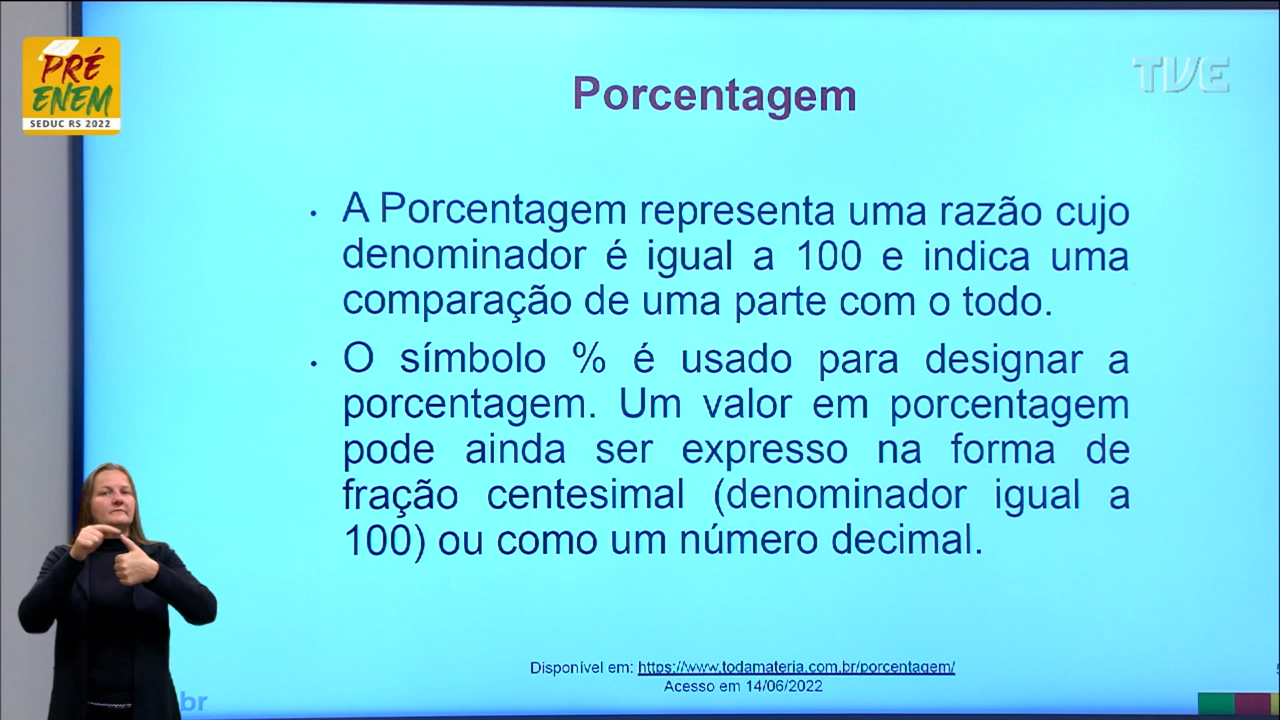 PRÉ
ENEM
SEDUC RS 2022
TVE
Porcentagem
• A Porcentagem representa uma razão cujo
denominador é igual a 100 e indica uma
comparação de uma parte com o todo.
• O símbolo % é usado para designar a
porcentagem. Um valor em porcentagem
pode ainda ser expresso na forma de
fração centesimal (denominador igual a
100) ou como um número decimal.
Disponível em: https://www.todamateria.com.br/porcentagem/
Acesso em 14/06/2022
br